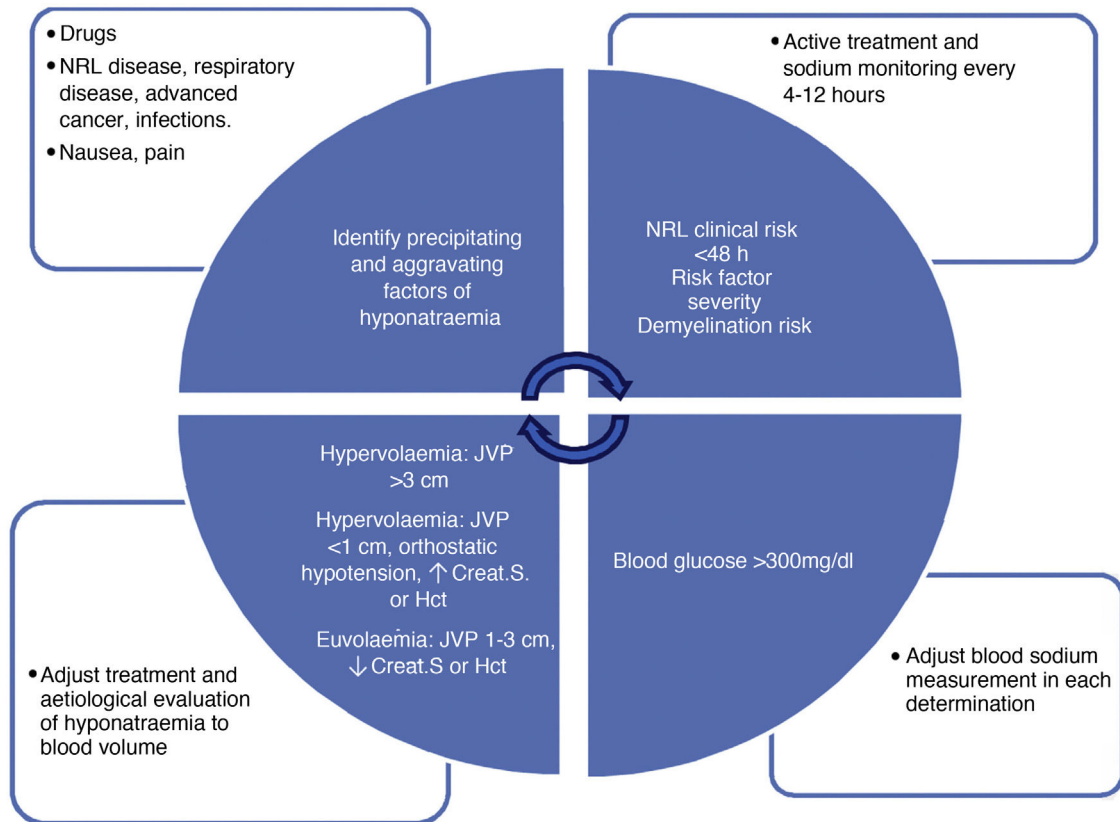 • Drugs
• NRL disease, respiratory
disease, advanced
cancer, infections.
• Nausea, pain
• Active treatment and
sodium monitoring every
4-12 hours
Identify precipitating
and aggravating
factors of
hyponatraemia
NRL clinical risk
<48 h
Risk factor
severity
Demyelination risk
Hypervolaemia: JVP
>3 cm
Hypervolaemia: JVP
<1 cm, orthostatic
hypotension, ↑ Creat.S.
or Hct
Euvolaemia: JVP 1-3 cm,
↓ Creat.S or Hct
Blood glucose >300mg/dl
• Adjust treatment and
aetiological evaluation
of hyponatraemia to
blood volume
• Adjust blood sodium
measurement in each
determination